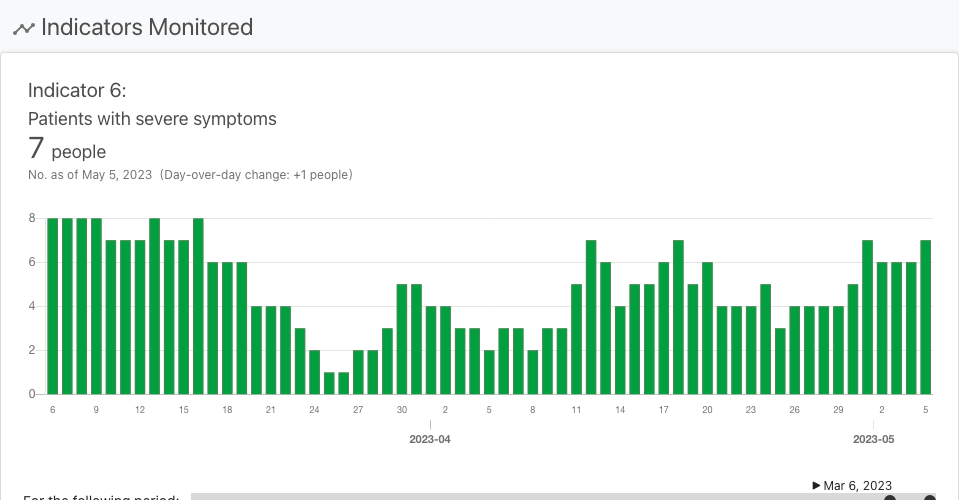 Indicators Monitored
Indicator 6:
Patients with severe symptoms
7 people
No. as of May 5, 2023 (Day-over-day change: +1 people)
8
6
4
2
0
6 9 12 15 18 21 24 27 30 2 5 8 11 14 17 20 23 26 29 2 5
2023-04 2023-05
Mar 6, 2023
For the following period: